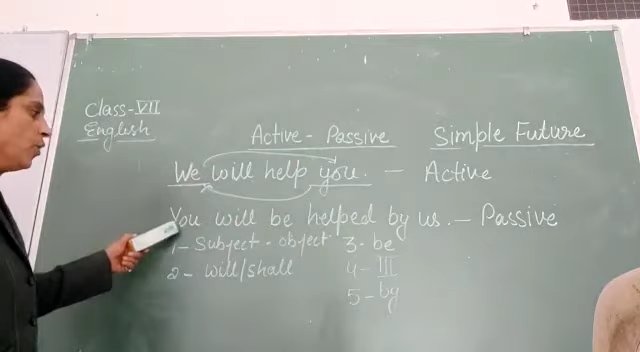 Class-VII
English
Active - Passive
Simple Future
We will help you. — Active
You will be helped by us. — Passive
1- Subject - object
2 - will/shall
3 - be
4 - III
5 - by